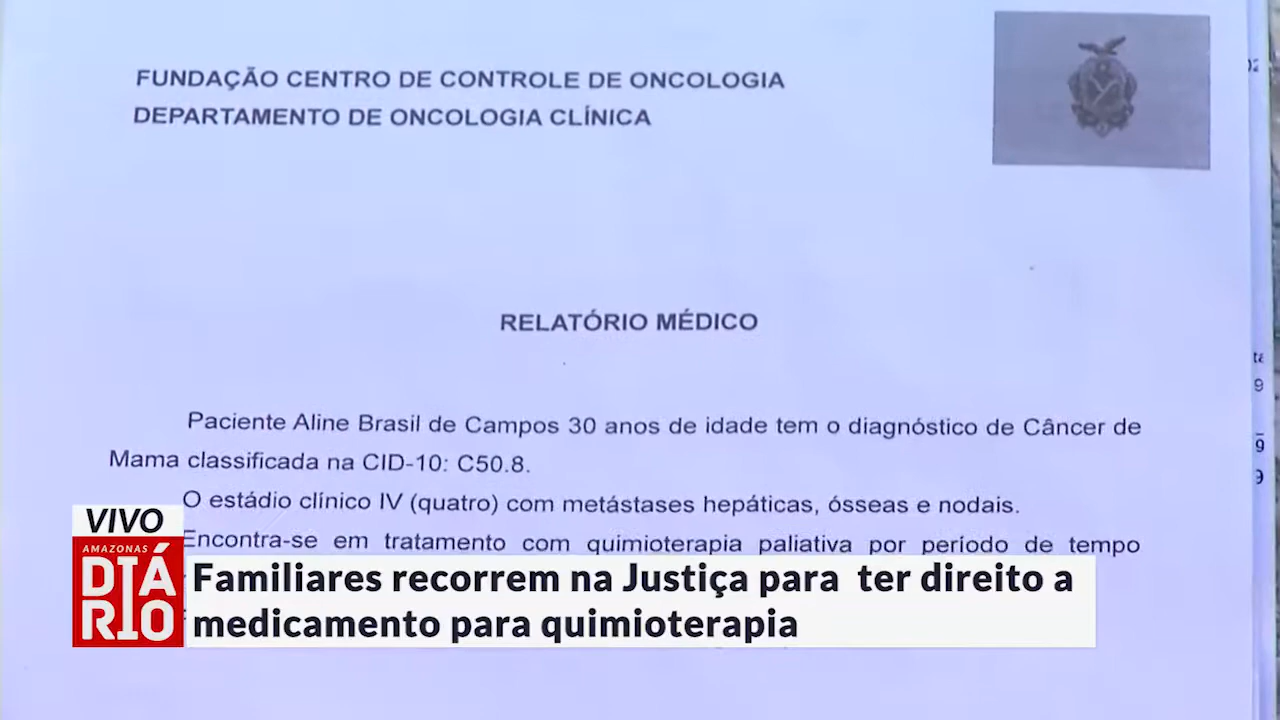 FUNDAÇÃO CENTRO DE CONTROLE DE ONCOLOGIA
DEPARTAMENTO DE ONCOLOGIA CLÍNICA
RELATÓRIO MÉDICO
Paciente Aline Brasil de Campos 30 anos de idade tem o diagnóstico de Câncer de
Mama classificada na CID-10: C50.8.
O estádio clínico IV (quatro) com metástases hepáticas, ósseas e nodais.
Encontra-se em tratamento com quimioterapia paliativa por período de tempo
VIVO
AMAZONAS
DIÁ
RIO
Familiares recorrem na Justiça para ter direito a
medicamento para quimioterapia